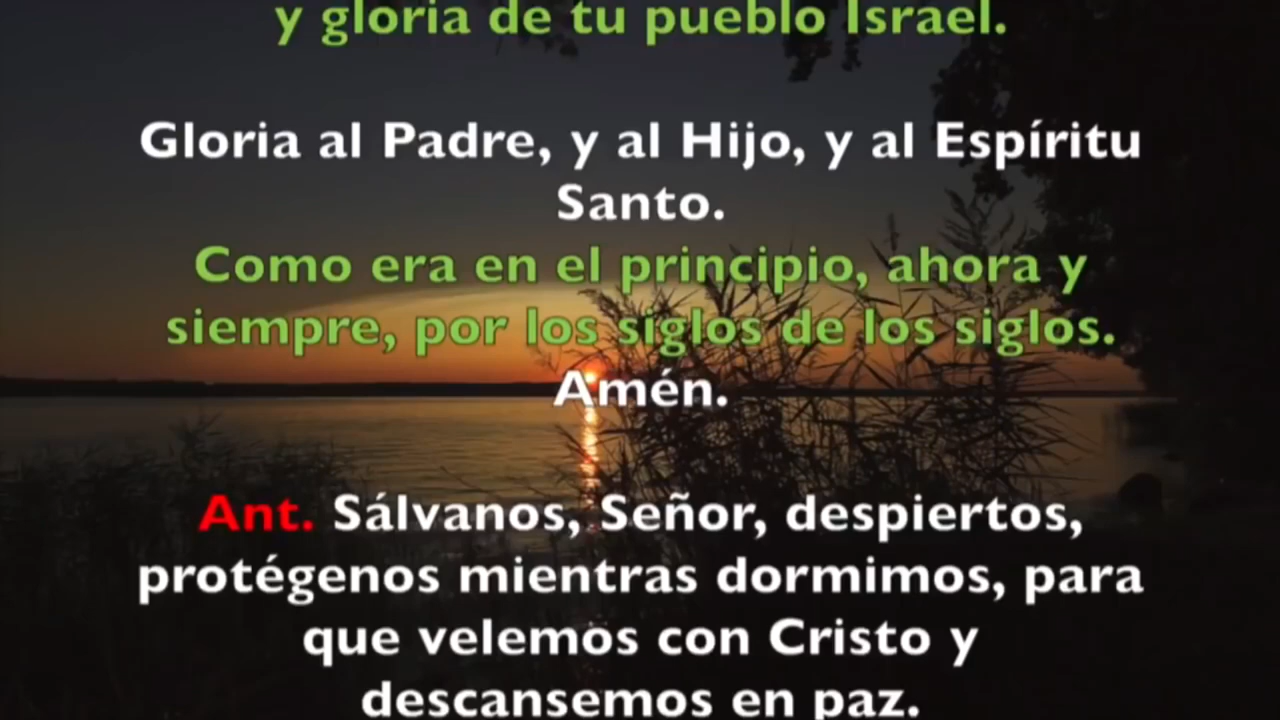 y gloria de tu pueblo Israel.
Gloria al Padre, y al Hijo, y al Espíritu
Santo.
Como era en el principio, ahora y
siempre, por los siglos de los siglos.
Amén.
Ant. Sálvanos, Señor, despiertos,
protégenos mientras dormimos, para
que velemos con Cristo y
descansemos en paz.